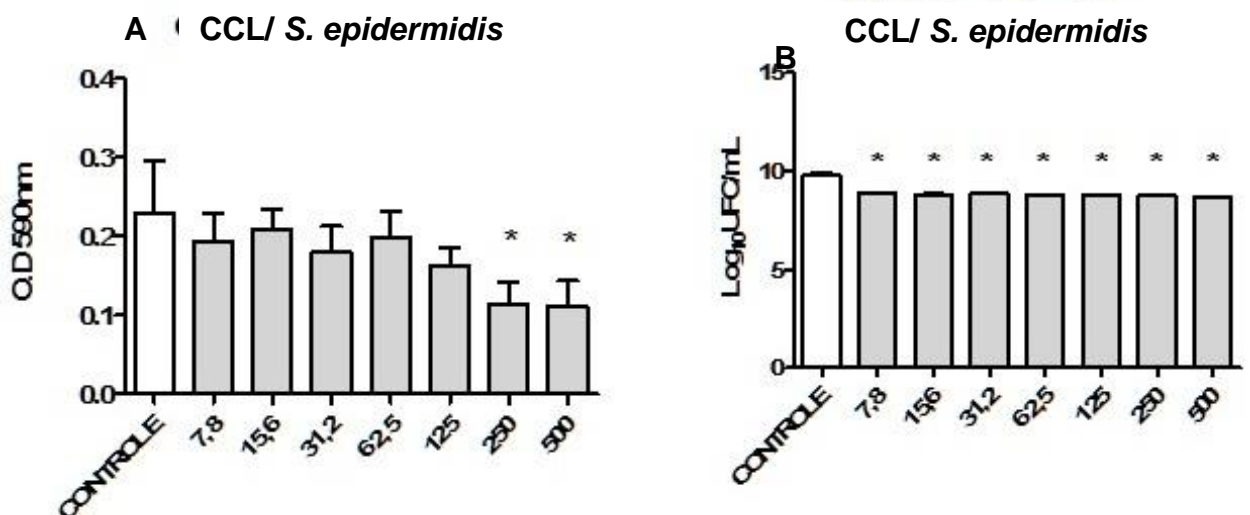 A CCL/ S. epidermidis
0.4
0.3
0.2
0.1
0.0
O.D 590nm
* *
CONTROLE 7,8 15,6 31,2 62,5 125 250 500
CCL/ S. epidermidis
B
15
10
5
0
Log10UFC/mL
* * * * * * *
CONTROLE 7,8 15,6 31,2 62,5 125 250 500